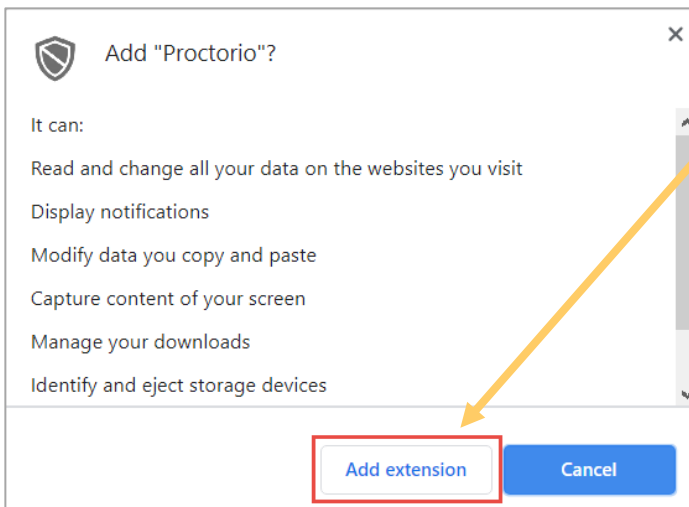 Add "Proctorio"?
It can:
Read and change all your data on the websites you visit
Display notifications
Modify data you copy and paste
Capture content of your screen
Manage your downloads
Identify and eject storage devices
Add extension
Cancel